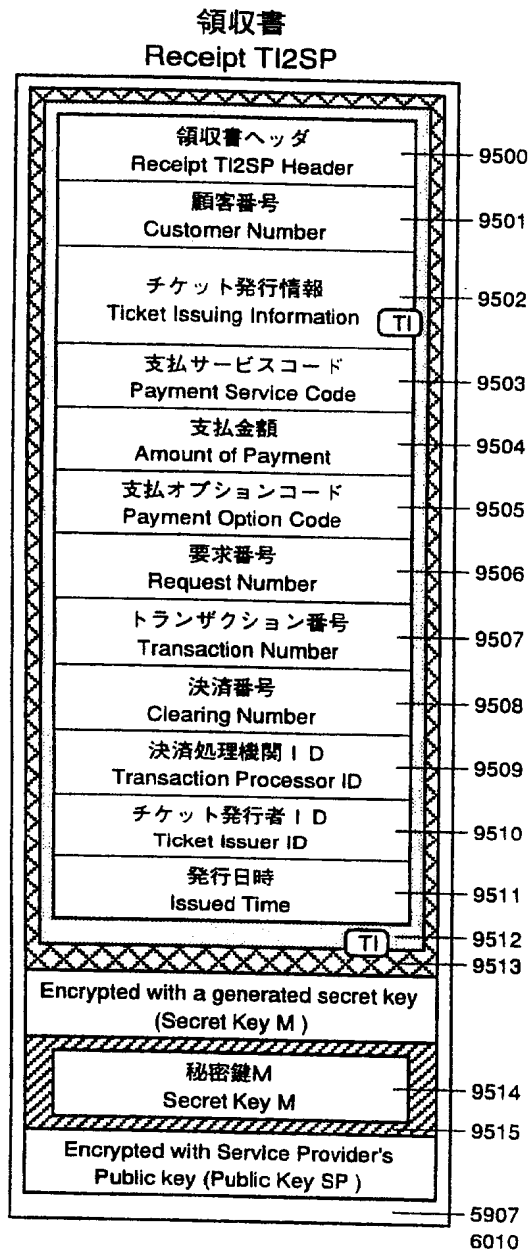 領収書
Receipt TI2SP
領収書ヘッダ
Receipt TI2SP Header
9500
顧客番号
Customer Number
9501
チケット発行情報
Ticket Issuing Information
TI
9502
支払サービスコード
Payment Service Code
9503
支払金額
Amount of Payment
9504
支払オプションコード
Payment Option Code
9505
要求番号
Request Number
9506
トランザクション番号
Transaction Number
9507
決済番号
Clearing Number
9508
決済処理機関ID
Transaction Processor ID
9509
チケット発行者ID
Ticket Issuer ID
9510
発行日時
Issued Time
9511
TI
9512
9513
Encrypted with a generated secret key
(Secret Key M )
秘密鍵M
Secret Key M
9514
9515
Encrypted with Service Provider's
Public key (Public Key SP )
5907
6010